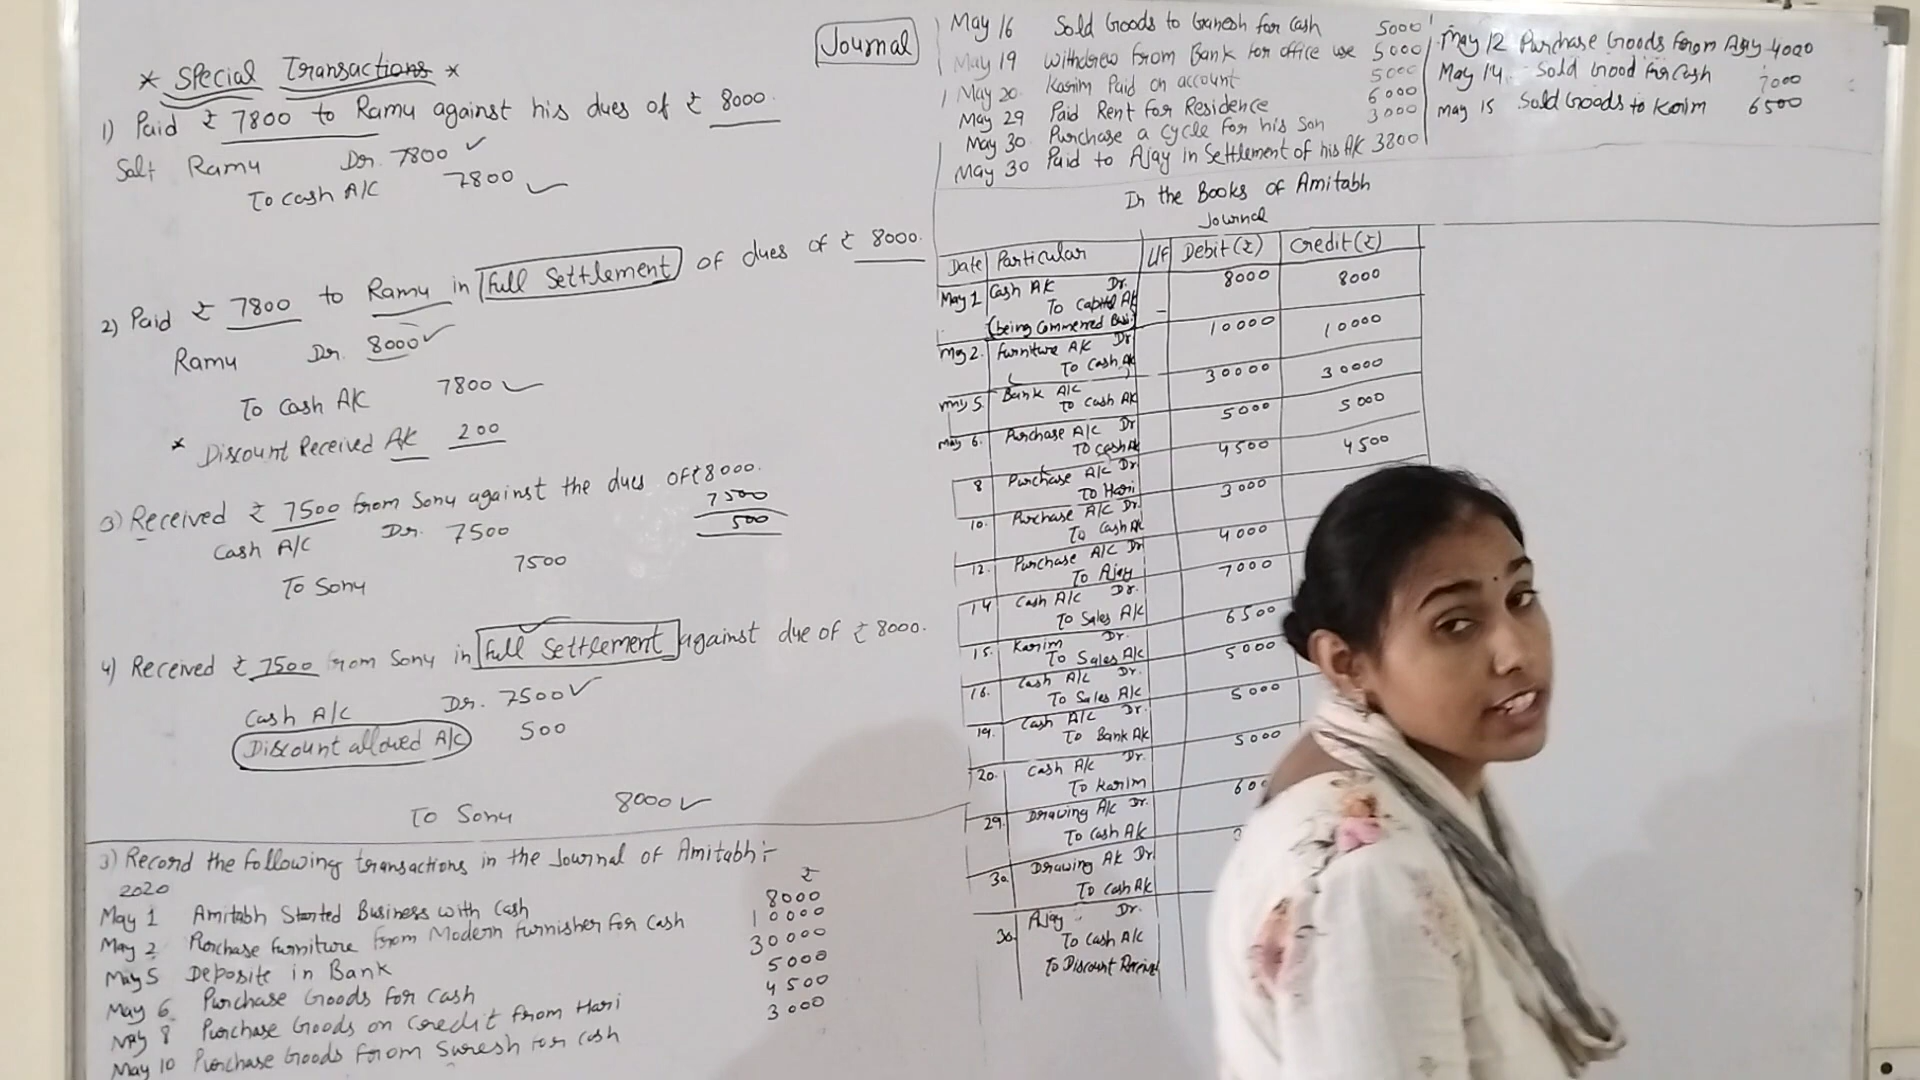 * Special Transactions *
Journal
1) Paid ₹ 7800 to Ramu against his dues of ₹ 8000.
Solt Ramu Dr. 7800 ✓
To cash A/c 7800 ✓
2) Paid ₹ 7800 to Ramu in Full Settlement of dues of ₹ 8000.
Ramu Dr. 8000 ✓
To Cash A/c 7800 ✓
* Discount Received A/c 200
3) Received ₹ 7500 from Sonu against the dues of ₹ 8000.
7500
500
Cash A/c Dr. 7500
To Sonu 7500
4) Received ₹ 7500 from Sonu in Full Settlement against due of ₹ 8000.
Cash A/c Dr. 7500 ✓
Discount allowed A/c 500
To Sonu 8000 ✓
3) Record the following transactions in the Journal of Amitabh :-
2020 ₹
May 1 Amitabh Started Business with Cash 8000
May 2 Purchase furniture from Modern furnisher for Cash 10000
May 5 Deposite in Bank 30000
May 6 Purchase Goods for Cash 5000
May 8 Purchase Goods on Credit from Hari 4500
May 10 Purchase Goods from Suresh for cash 3000
May 16 Sold Goods to Ganesh for Cash 5000
May 19 Withdrew from Bank for office use 5000
May 20 Karim Paid on account 5000
May 29 Paid Rent for Residence 6000
May 30 Purchase a cycle for his Son 3000
May 30 Paid to Ajay in Settlement of his A/c 3800
May 12 Purchase Goods from Ajay 4000
May 14 Sold Good for Cash 7000
May 15 Sold Goods to Karim 6500
In the Books of Amitabh
Journal
Date Particular L/F Debit (₹) Credit (₹)
May 1 Cash A/c Dr. 8000 8000
To Capital A/c
(being Commenced Busi.)
May 2. Furniture A/c Dr 10000 10000
To Cash A/c
( )
May 5 Bank A/c 30000 30000
To Cash A/c
May 6. Purchase A/c Dr 5000 5000
To Cash A/c
8 Purchase A/c Dr 4500 4500
To Hari
10. Purchase A/c Dr. 3000
To Cash A/c
12. Purchase A/c Dr 4000
To Ajay
14 Cash A/c Dr. 7000
To Sales A/c
15. Karim Dr. 6500
To Sales A/c
16. Cash A/c Dr. 5000
To Sales A/c
19. Cash A/c Dr. 5000
To Bank A/c
20. Cash A/c Dr. 5000
To Karim
29. Drawing A/c Dr. 600
To Cash A/c
30 Drawing A/c Dr 3
To Cash A/c
30. Ajay Dr.
To Cash A/c
To Discount Received